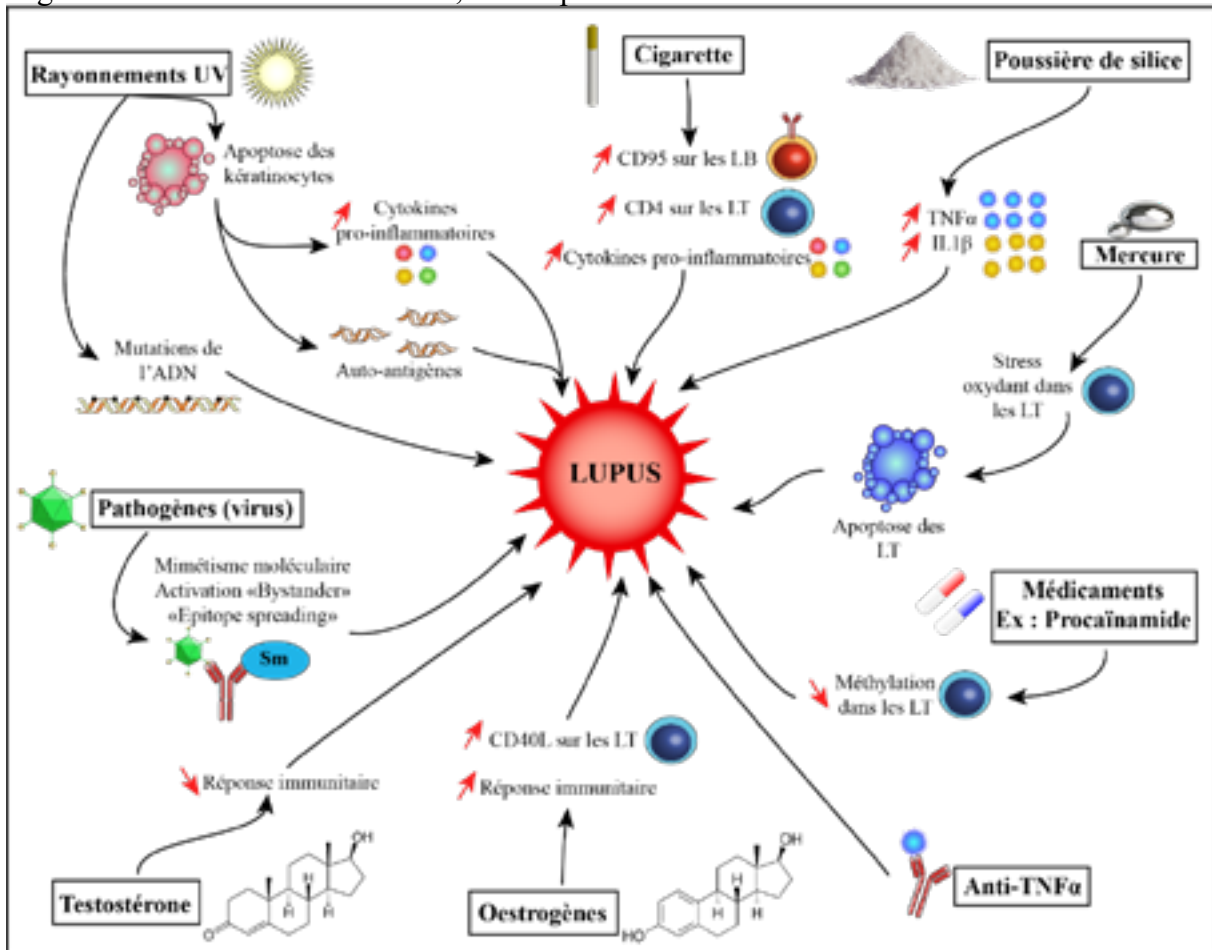 Rayonnements UV
Apoptose des
kératinocytes
Cytokines
pro-inflammatoires
Auto-antigènes
Mutations de
l'ADN
Cigarette
CD95 sur les LB
CD4 sur les LT
Cytokines pro-inflammatoires
Poussière de silice
TNFα
IL1β
Mercure
Stress
oxydant dans
les LT
Apoptose des
LT
LUPUS
Pathogènes (virus)
Mimétisme moléculaire
Activation «Bystander»
«Epitope spreading»
Sm
Médicaments
Ex : Procaïnamide
Méthylation
dans les LT
CD40L sur les LT
Réponse immunitaire
Réponse immunitaire
Testostérone
OH
H
H
H
O
Oestrogènes
OH
H
H
H
HO
Anti-TNFα